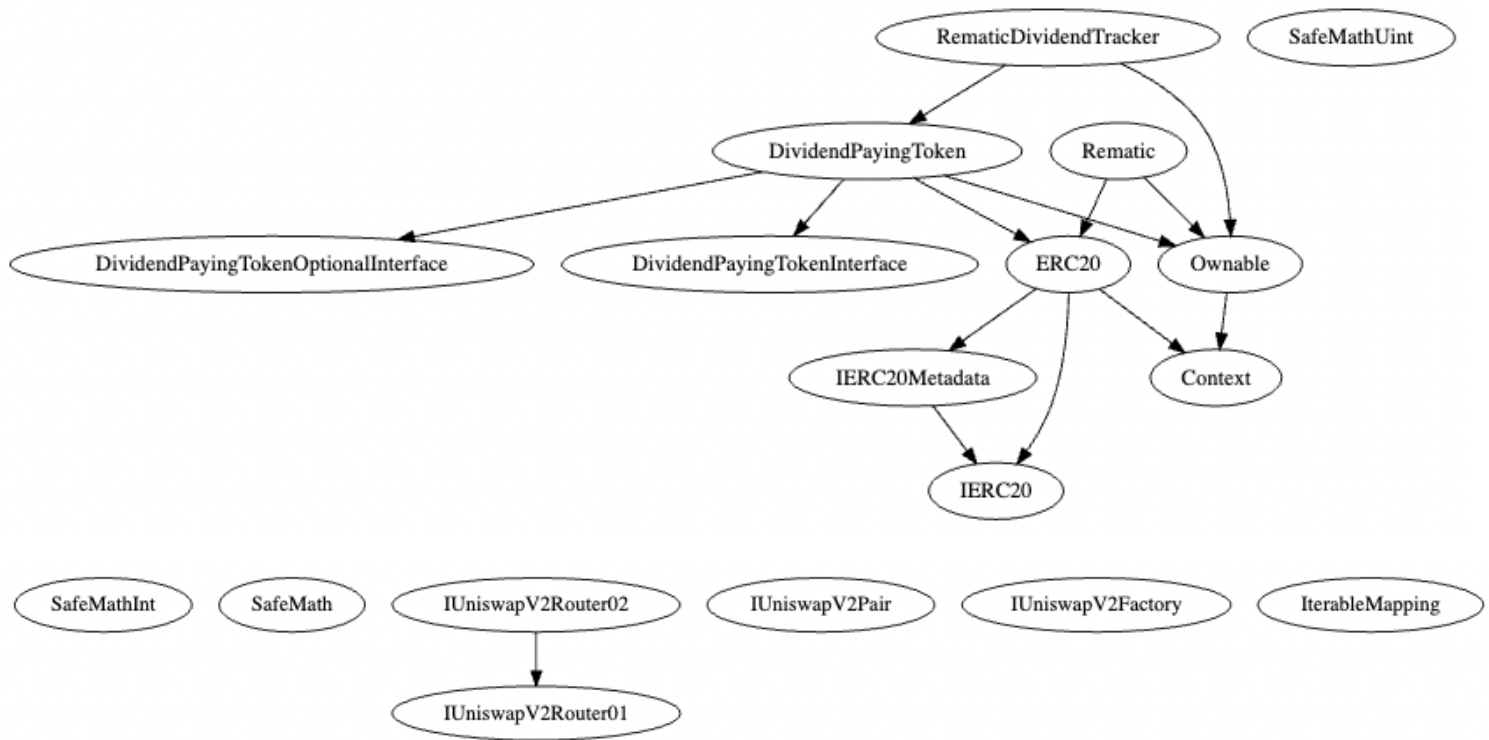 RematicDividendTracker
SafeMathUint
DividendPayingToken
Rematic
DividendPayingTokenOptionalInterface
DividendPayingTokenInterface
ERC20
Ownable
IERC20Metadata
Context
IERC20
SafeMathInt
SafeMath
IUniswapV2Router02
IUniswapV2Pair
IUniswapV2Factory
IterableMapping
IUniswapV2Router01